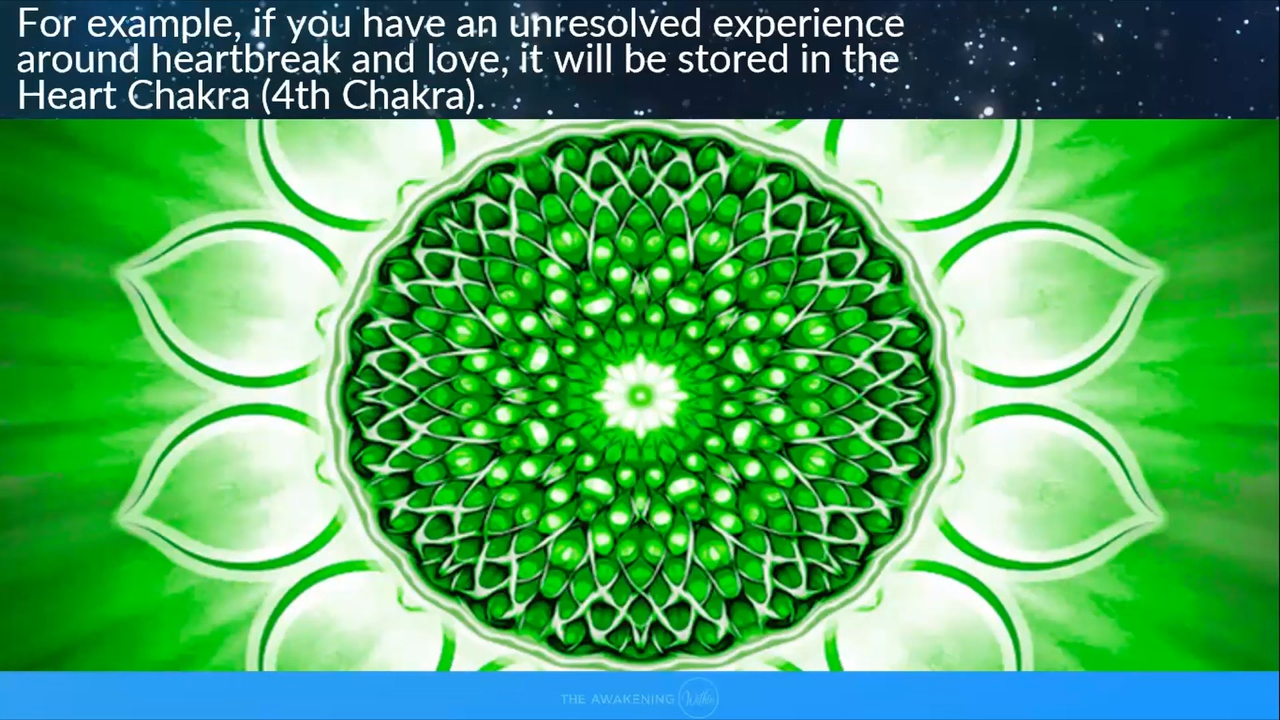 For example, if you have an unresolved experience
around heartbreak and love, it will be stored in the
Heart Chakra (4th Chakra).
THE AWAKENING Within